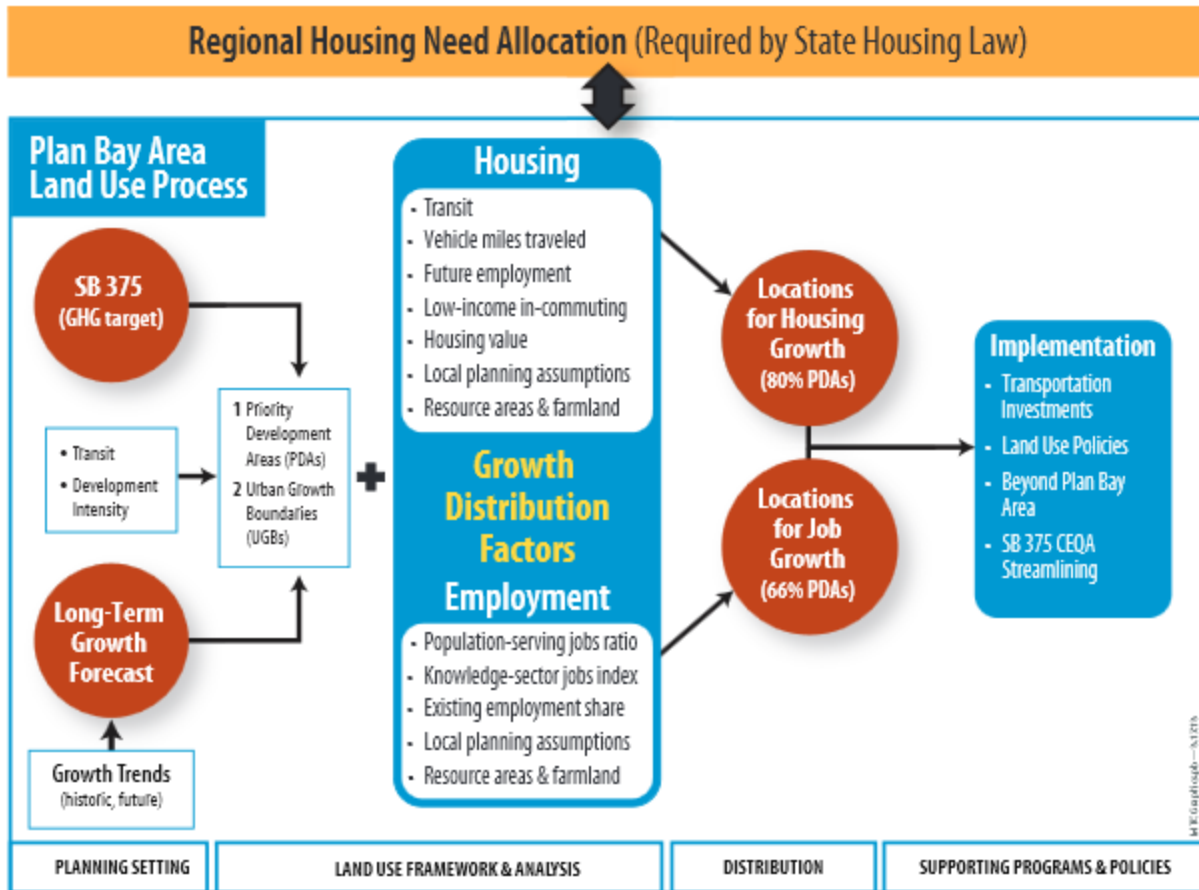 Regional Housing Need Allocation (Required by State Housing Law)
Plan Bay Area
Land Use Process
SB 375
(GHG target)
• Transit
• Development
Intensity
Long-Term
Growth
Forecast
Growth Trends
(historic, future)
1 Priority
Development
Areas (PDAs)
2 Urban Growth
Boundaries
(UGBs)
Housing
- Transit
- Vehicle miles traveled
- Future employment
- Low-income in-commuting
- Housing value
- Local planning assumptions
- Resource areas & farmland
Growth
Distribution
Factors
Employment
- Population-serving jobs ratio
- Knowledge-sector jobs index
- Existing employment share
- Local planning assumptions
- Resource areas & farmland
Locations
for Housing
Growth
(80% PDAs)
Locations
for Job
Growth
(66% PDAs)
Implementation
- Transportation
Investments
- Land Use Policies
- Beyond Plan Bay
Area
- SB 375 CEQA
Streamlining
PLANNING SETTING
LAND USE FRAMEWORK & ANALYSIS
DISTRIBUTION
SUPPORTING PROGRAMS & POLICIES